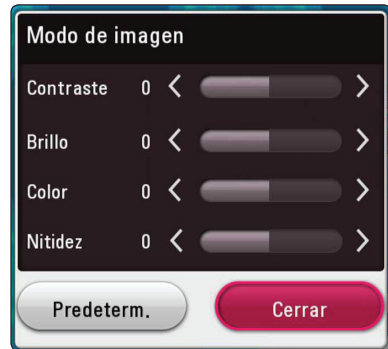 Modo de imagen
Contraste 0
Brillo 0
Color 0
Nitidez 0
Predeterm. Cerrar